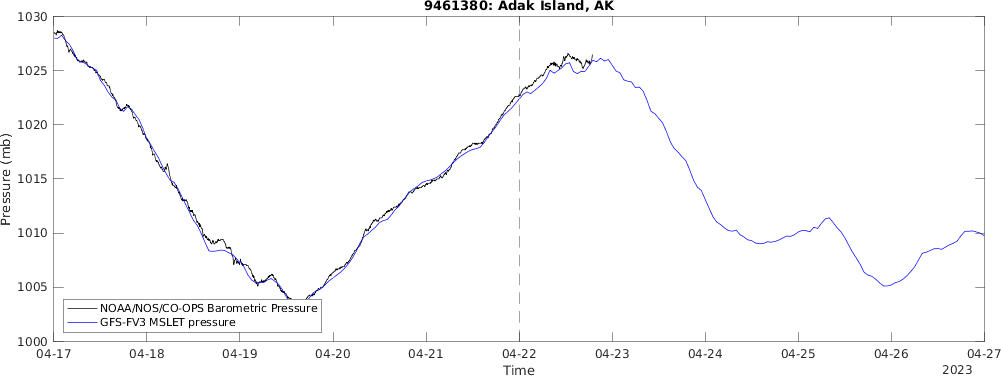 9461380: Adak Island, AK
Pressure (mb)
1030
1025
1020
1015
1010
1005
1000
NOAA/NOS/CO-OPS Barometric Pressure
GFS-FV3 MSLET pressure
04-17 04-18 04-19 04-20 04-21 04-22 04-23 04-24 04-25 04-26 04-27
Time
2023